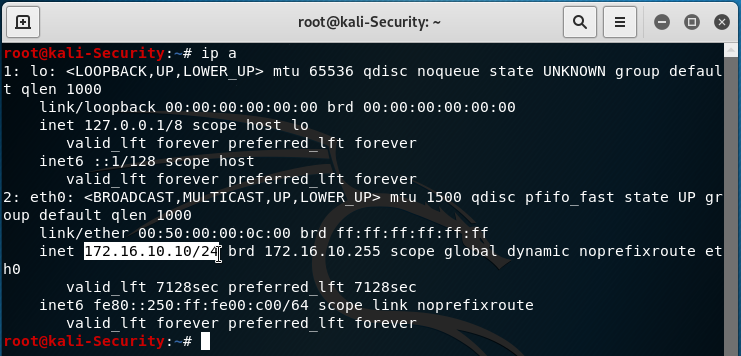 root@kali-Security: ~
root@kali-Security:~# ip a
1: lo: <LOOPBACK,UP,LOWER_UP> mtu 65536 qdisc noqueue state UNKNOWN group defaul
t qlen 1000
    link/loopback 00:00:00:00:00:00 brd 00:00:00:00:00:00
    inet 127.0.0.1/8 scope host lo
       valid_lft forever preferred_lft forever
    inet6 ::1/128 scope host
       valid_lft forever preferred_lft forever
2: eth0: <BROADCAST,MULTICAST,UP,LOWER_UP> mtu 1500 qdisc pfifo_fast state UP gr
oup default qlen 1000
    link/ether 00:50:00:00:0c:00 brd ff:ff:ff:ff:ff:ff
    inet 172.16.10.10/24 brd 172.16.10.255 scope global dynamic noprefixroute et
h0
       valid_lft 7128sec preferred_lft 7128sec
    inet6 fe80::250:ff:fe00:c00/64 scope link noprefixroute
       valid_lft forever preferred_lft forever
root@kali-Security:~#